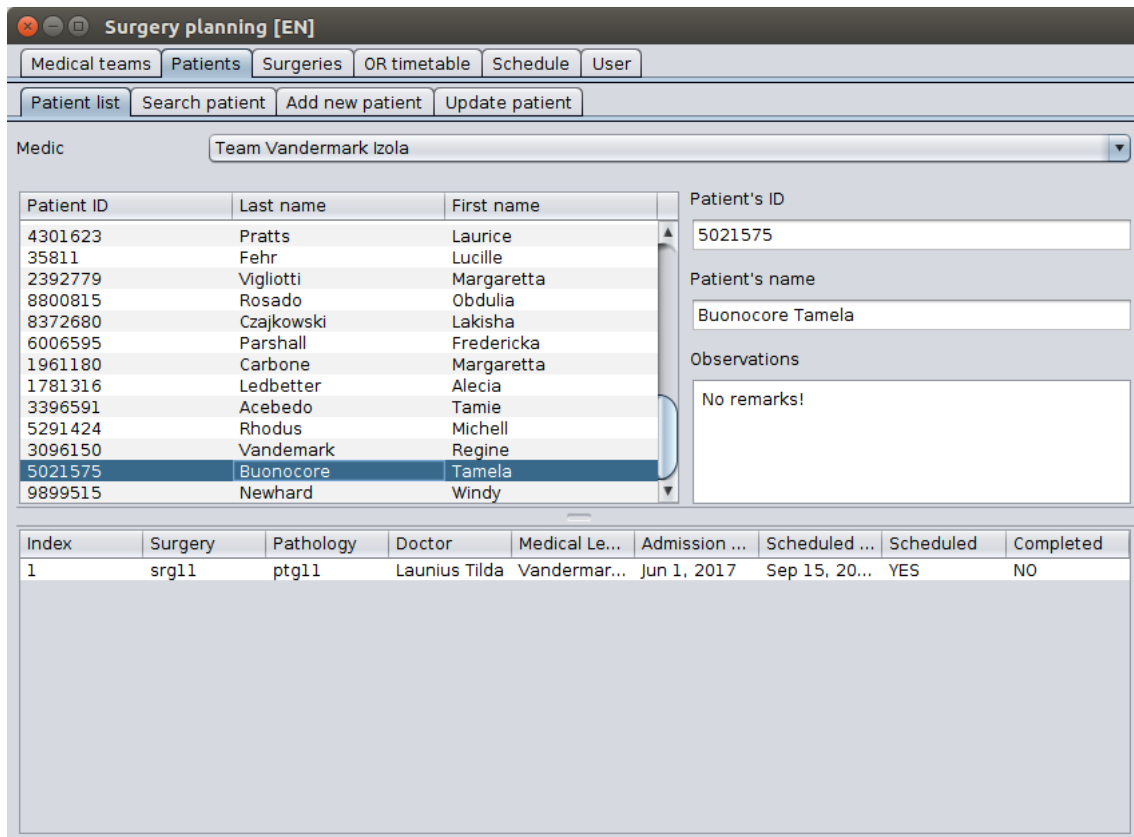 Surgery planning [EN]
Medical teams Patients Surgeries OR timetable Schedule User
Patient list Search patient Add new patient Update patient
Medic Team Vandermark Izola
Patient ID Last name First name
4301623 Pratts Laurice
35811 Fehr Lucille
2392779 Vigliotti Margaretta
8800815 Rosado Obdulia
8372680 Czajkowski Lakisha
6006595 Parshall Fredericka
1961180 Carbone Margaretta
1781316 Ledbetter Alecia
3396591 Acebedo Tamie
5291424 Rhodus Michell
3096150 Vandemark Regine
5021575 Buonocore Tamela
9899515 Newhard Windy
Patient's ID
5021575
Patient's name
Buonocore Tamela
Observations
No remarks!
Index Surgery Pathology Doctor Medical Le... Admission ... Scheduled ... Scheduled Completed
1 srg11 ptg11 Launius Tilda Vandermar... Jun 1, 2017 Sep 15, 20... YES NO